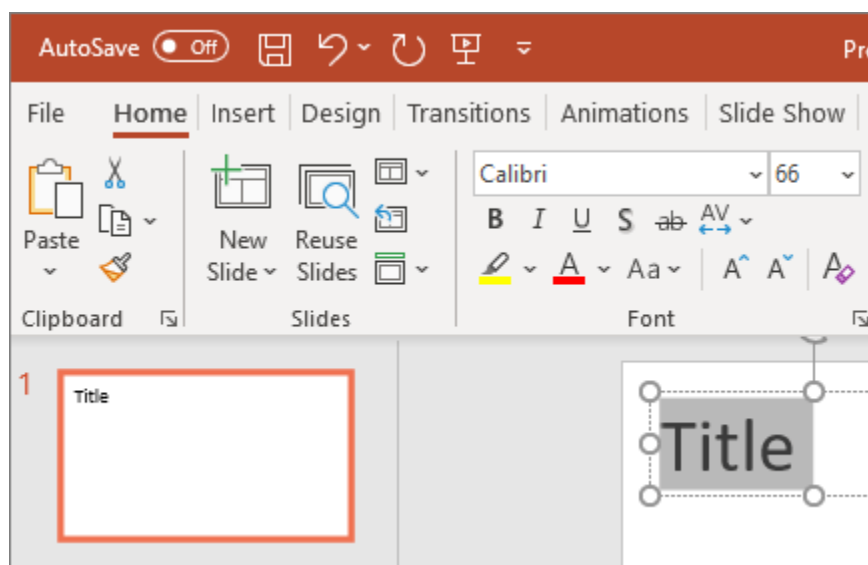 AutoSave Off Pr
File Home Insert Design Transitions Animations Slide Show
Calibri 66
Paste New Slide Reuse Slides
B I U S ab AV
A Aa A A A
Clipboard Slides Font
1 Title
Title